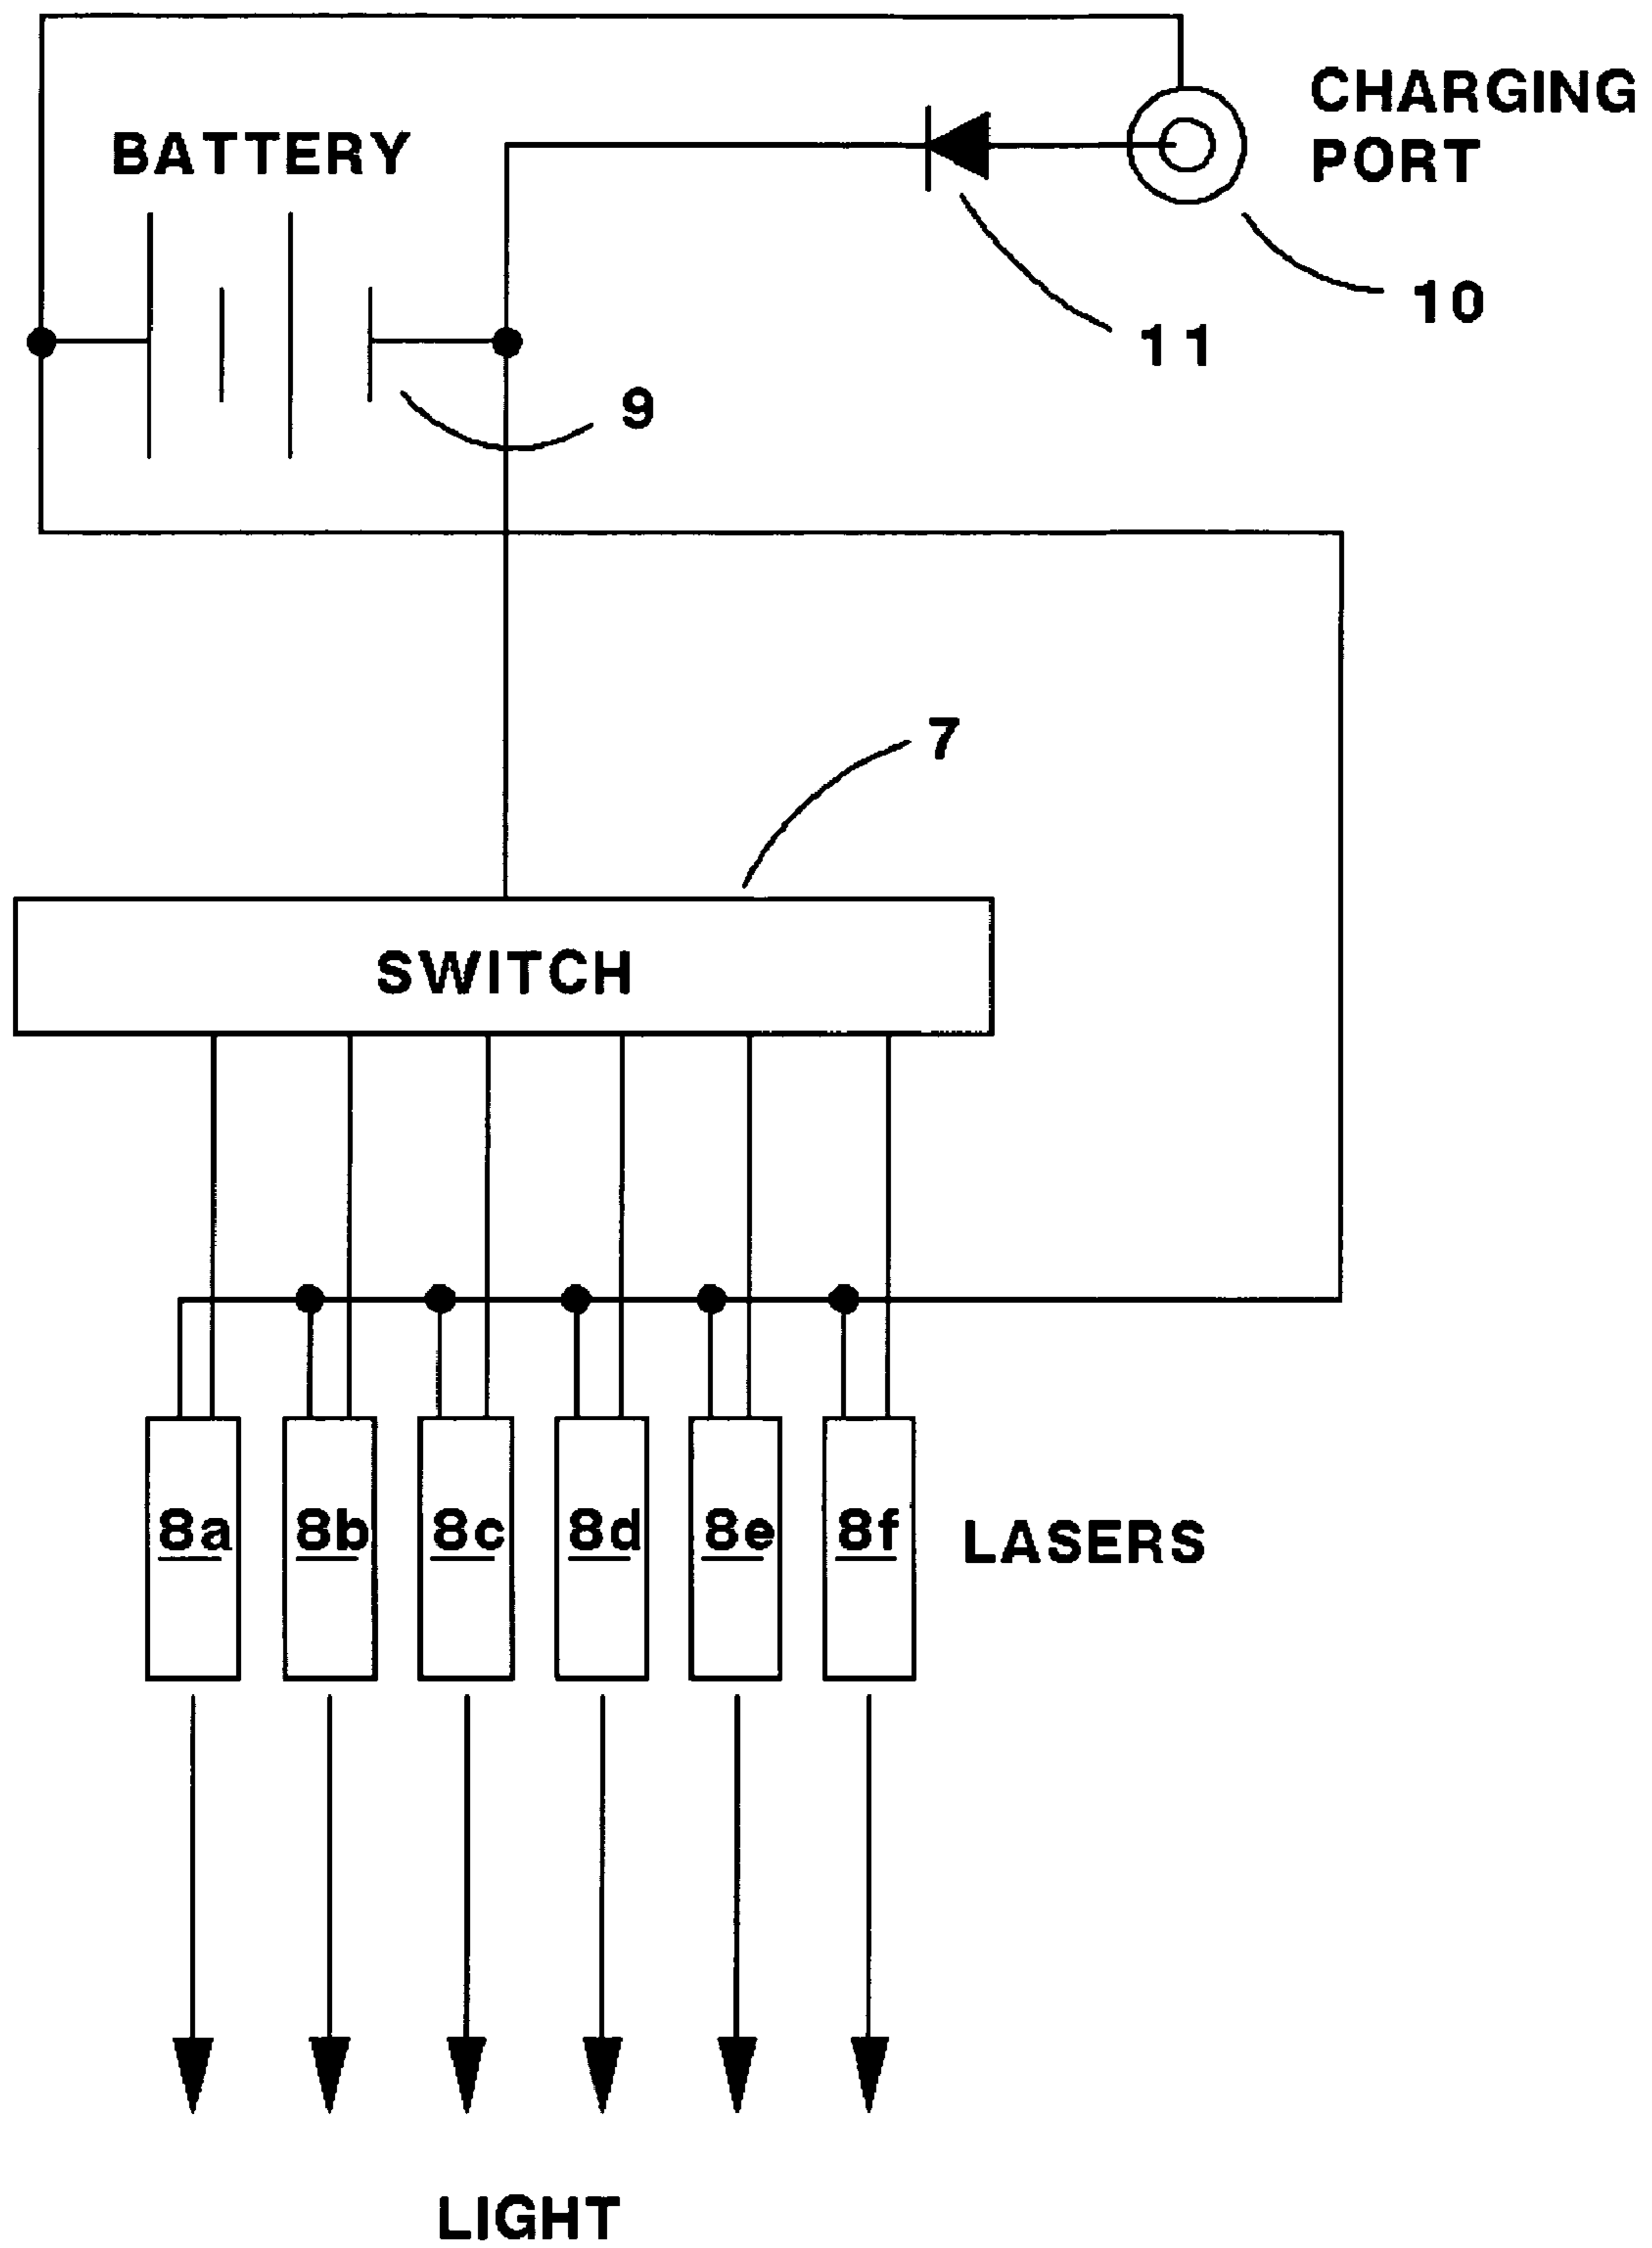 CHARGING
PORT
BATTERY
10
11
9
7
SWITCH
8a 8b 8c 8d 8e 8f
LASERS
LIGHT